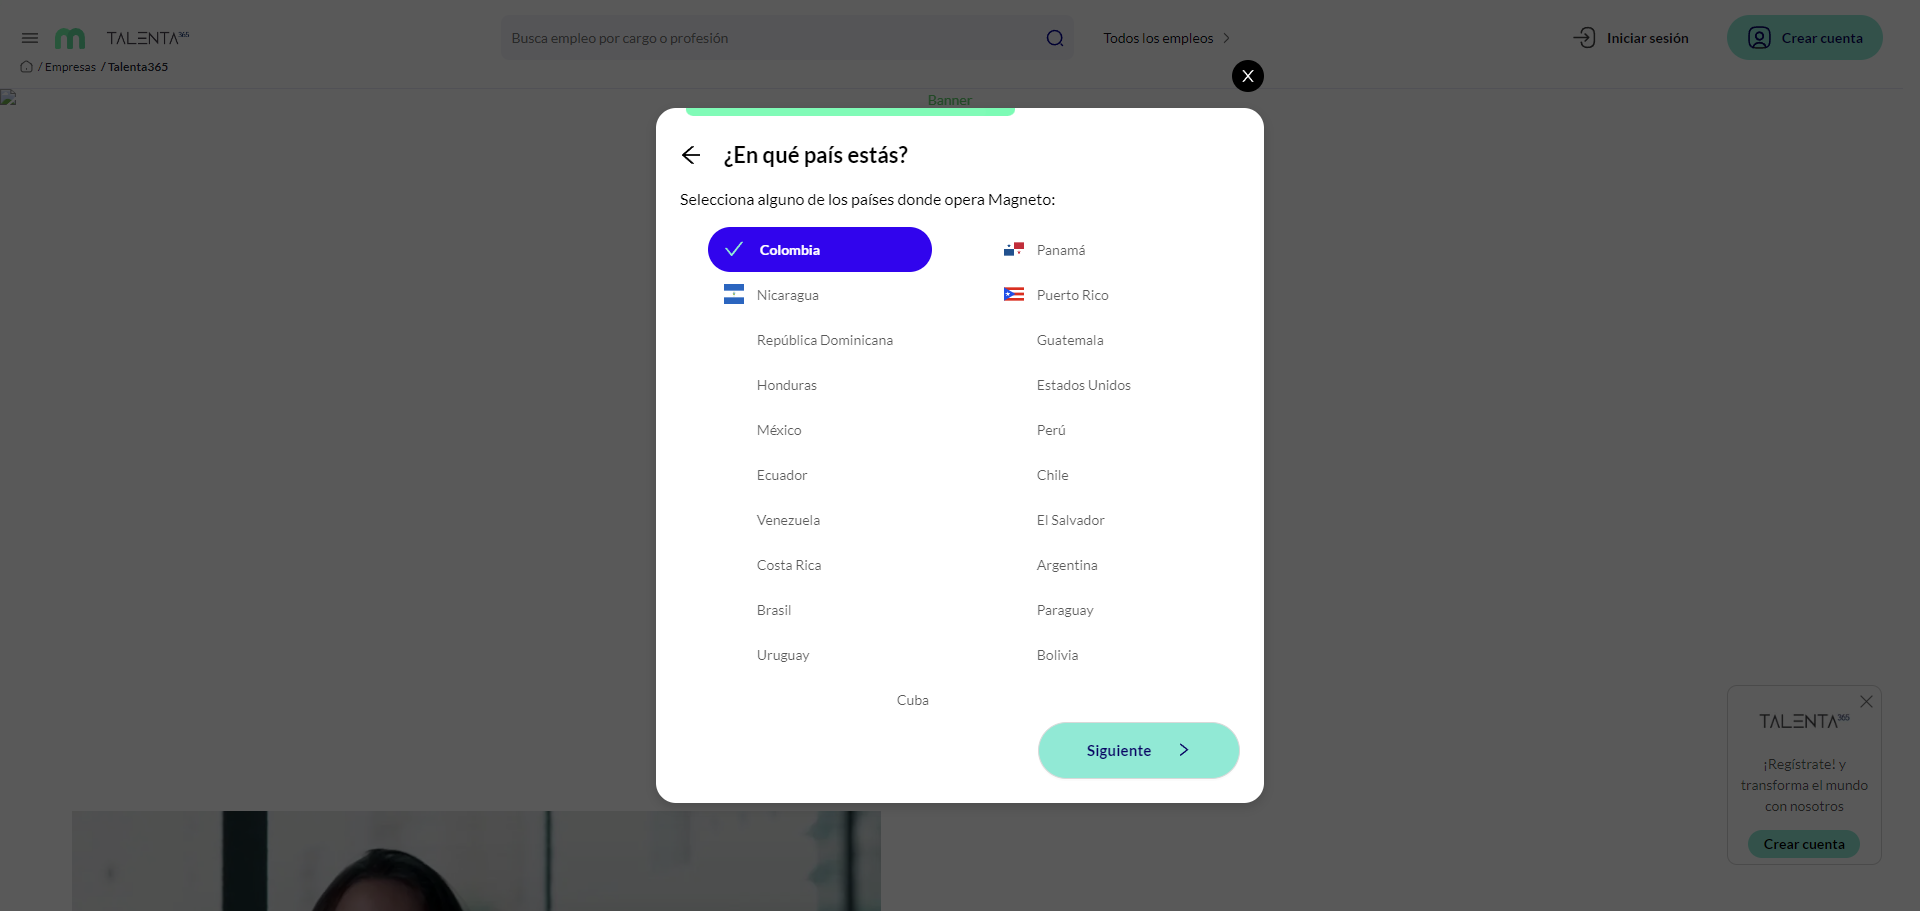 TALENTA365
Busca empleo por cargo o profesión
Todos los empleos
Iniciar sesión
Crear cuenta
/ Empresas / Talenta365
X
Banner
¿En qué país estás?
Selecciona alguno de los países donde opera Magneto:
Colombia
Panamá
Nicaragua
Puerto Rico
República Dominicana
Guatemala
Honduras
Estados Unidos
México
Perú
Ecuador
Chile
Venezuela
El Salvador
Costa Rica
Argentina
Brasil
Paraguay
Uruguay
Bolivia
Cuba
Siguiente
TALENTA365
¡Regístrate! y
transforma el mundo
con nosotros
Crear cuenta